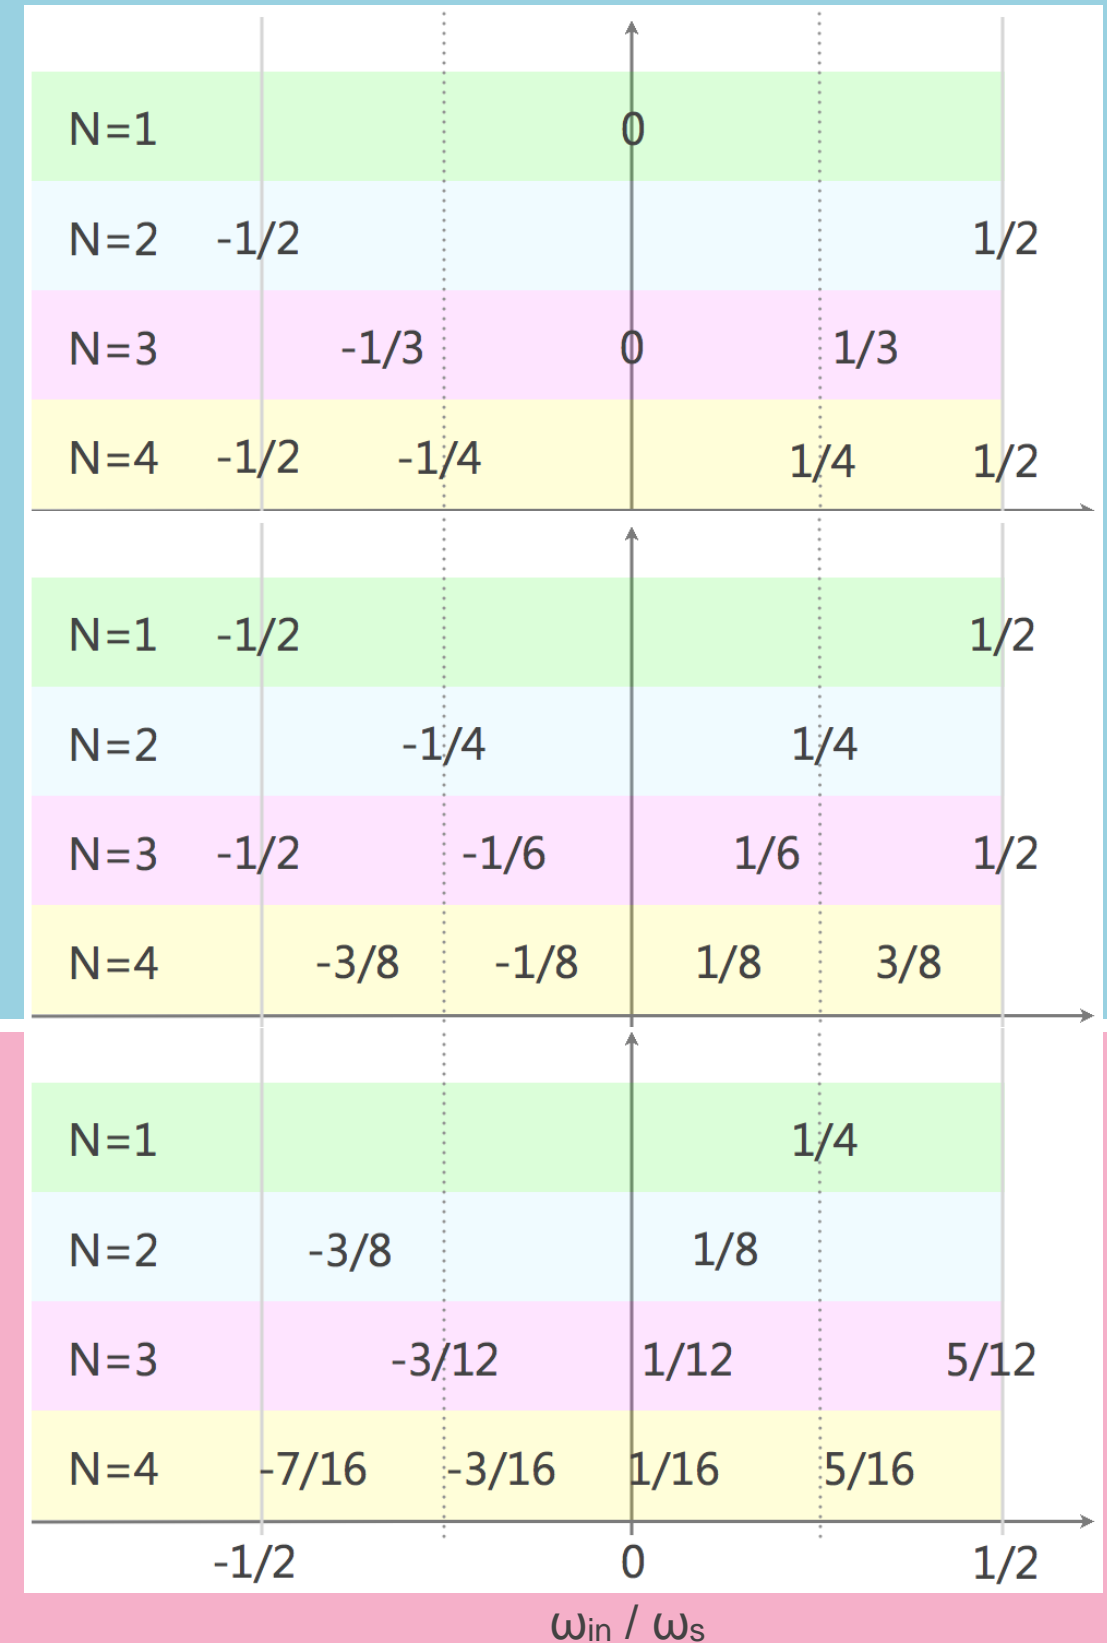 N=1 0
N=2 -1/2 1/2
N=3 -1/3 0 1/3
N=4 -1/2 -1/4 1/4 1/2
N=1 -1/2 1/2
N=2 -1/4 1/4
N=3 -1/2 -1/6 1/6 1/2
N=4 -3/8 -1/8 1/8 3/8
N=1 1/4
N=2 -3/8 1/8
N=3 -3/12 1/12 5/12
N=4 -7/16 -3/16 1/16 5/16
-1/2 0 1/2
ωin / ωs